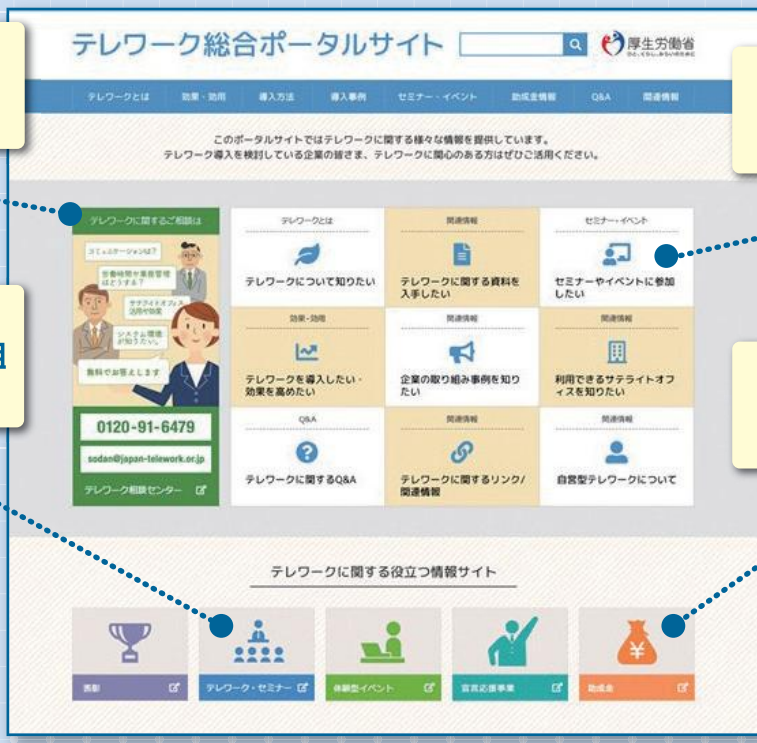 テレワーク総合ポータルサイト
厚生労働省
ひと、くらし、みらいのために
テレワークとは 効果・効用 導入方法 導入事例 セミナー・イベント 助成金情報 Q&A 関連情報
このポータルサイトではテレワークに関する様々な情報を提供しています。
テレワーク導入を検討している企業の皆さま、テレワークに関心のある方はぜひご活用ください。
テレワークに関するご相談は
コミュニケーションは?
労働時間や業務管理
はどうする?
サテライトオフィス
活用や効果
システム環境
が知りたい。
無料でお答えします
0120-91-6479
sodan@japan-telework.or.jp
テレワーク相談センター
テレワークとは
テレワークについて知りたい
関連情報
テレワークに関する資料を
入手したい
セミナー・イベント
セミナーやイベントに参加
したい
効果・効用
テレワークを導入したい・
効果を高めたい
関連情報
企業の取り組み事例を知り
たい
関連情報
利用できるサテライトオフ
ィスを知りたい
Q&A
テレワークに関するQ&A
関連情報
テレワークに関するリンク/
関連情報
関連情報
自営型テレワークについて
組
テレワークに関する役立つ情報サイト
表彰
テレワーク・セミナー
体験型イベント
宣言応援事業
助成金